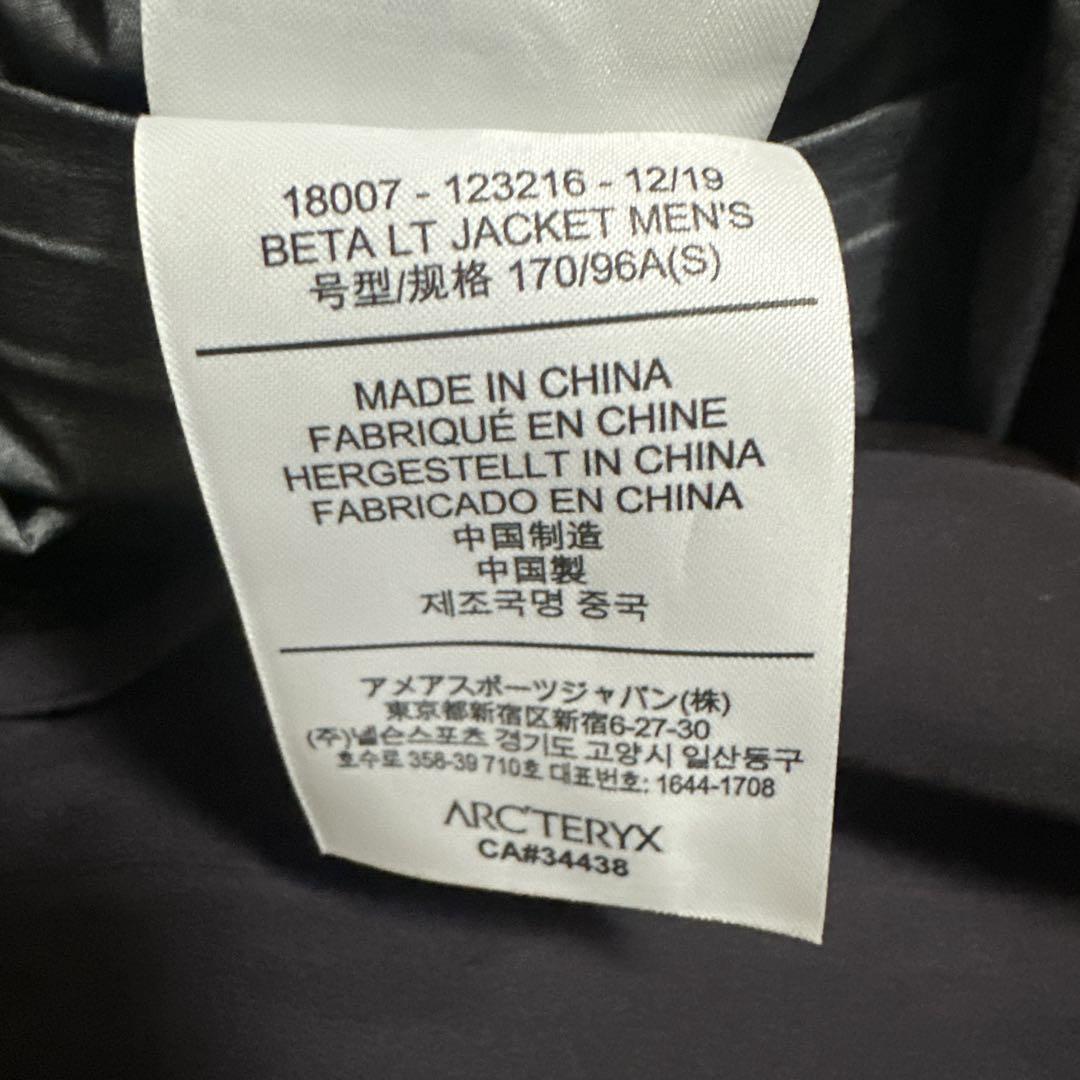 18007 - 123216 - 12/19
BETA LT JACKET MEN'S
号型/规格 170/96A(S)
MADE IN CHINA
FABRIQUÉ EN CHINE
HERGESTELLT IN CHINA
FABRICADO EN CHINA
中国制造
中国製
제조국명 중국
アメアスポーツジャパン(株)
東京都新宿区新宿6-27-30
(주)넬슨스포츠 경기도 고양시 일산동구
호수로 358-39 710호 대표번호: 1644-1708
ARC'TERYX
CA#34438